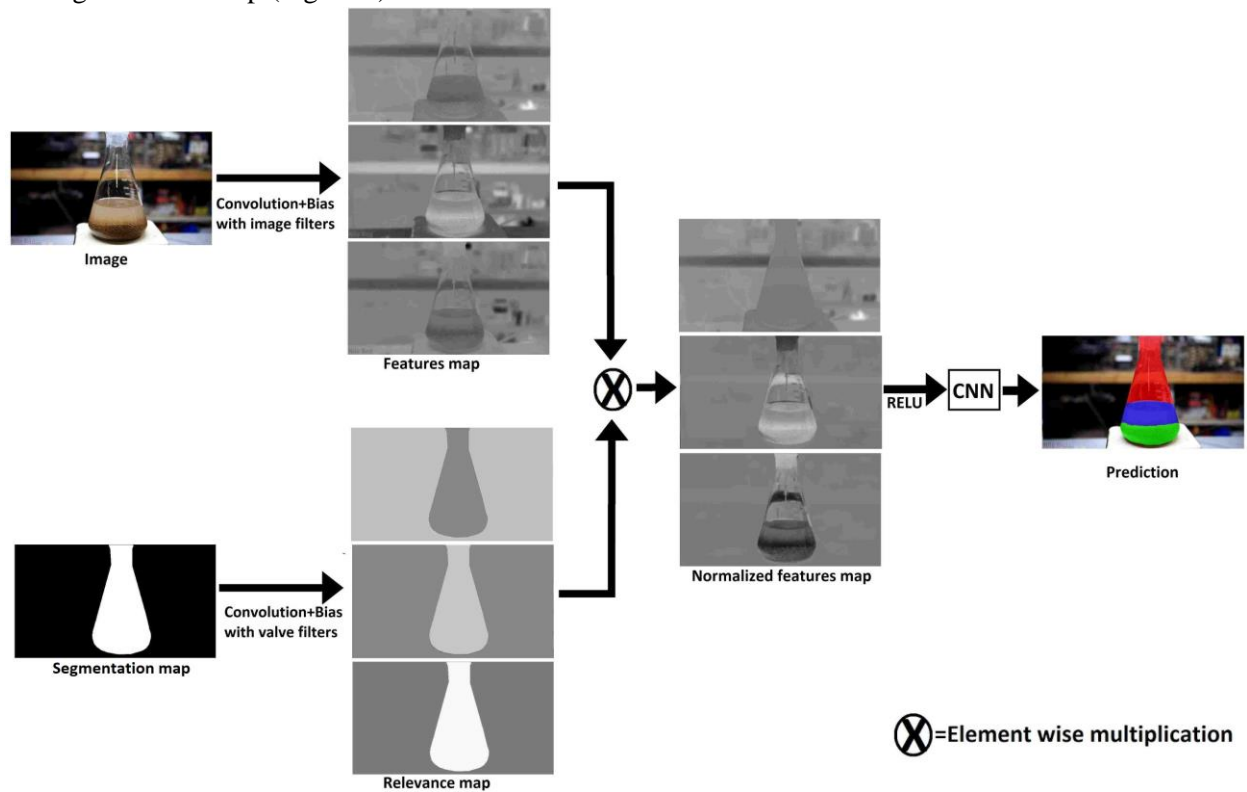 Image
Convolution+Bias
with image filters
Features map
Segmentation map
Convolution+Bias
with valve filters
Relevance map
X
Normalized features map
RELU
CNN
Prediction
X=Element wise multiplication